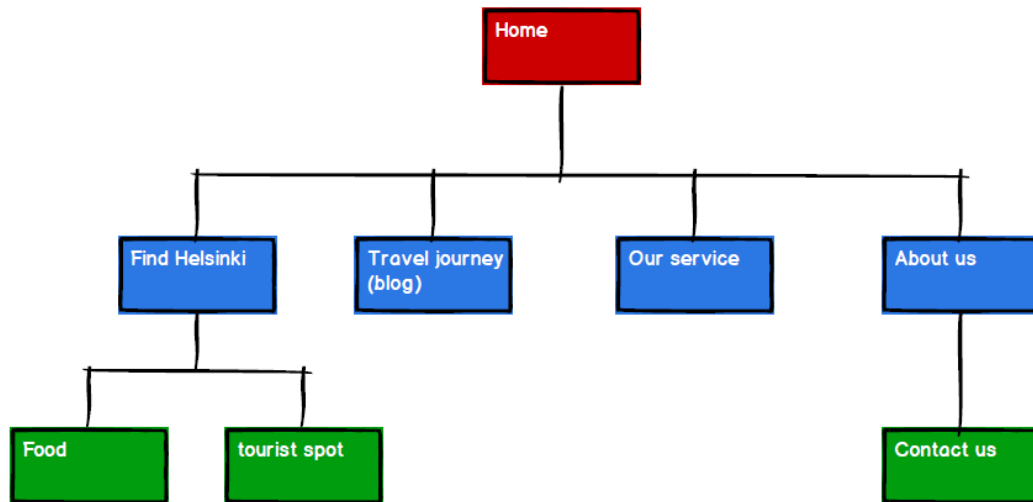 Home
Find Helsinki
Travel journey
(blog)
Our service
About us
Food
tourist spot
Contact us